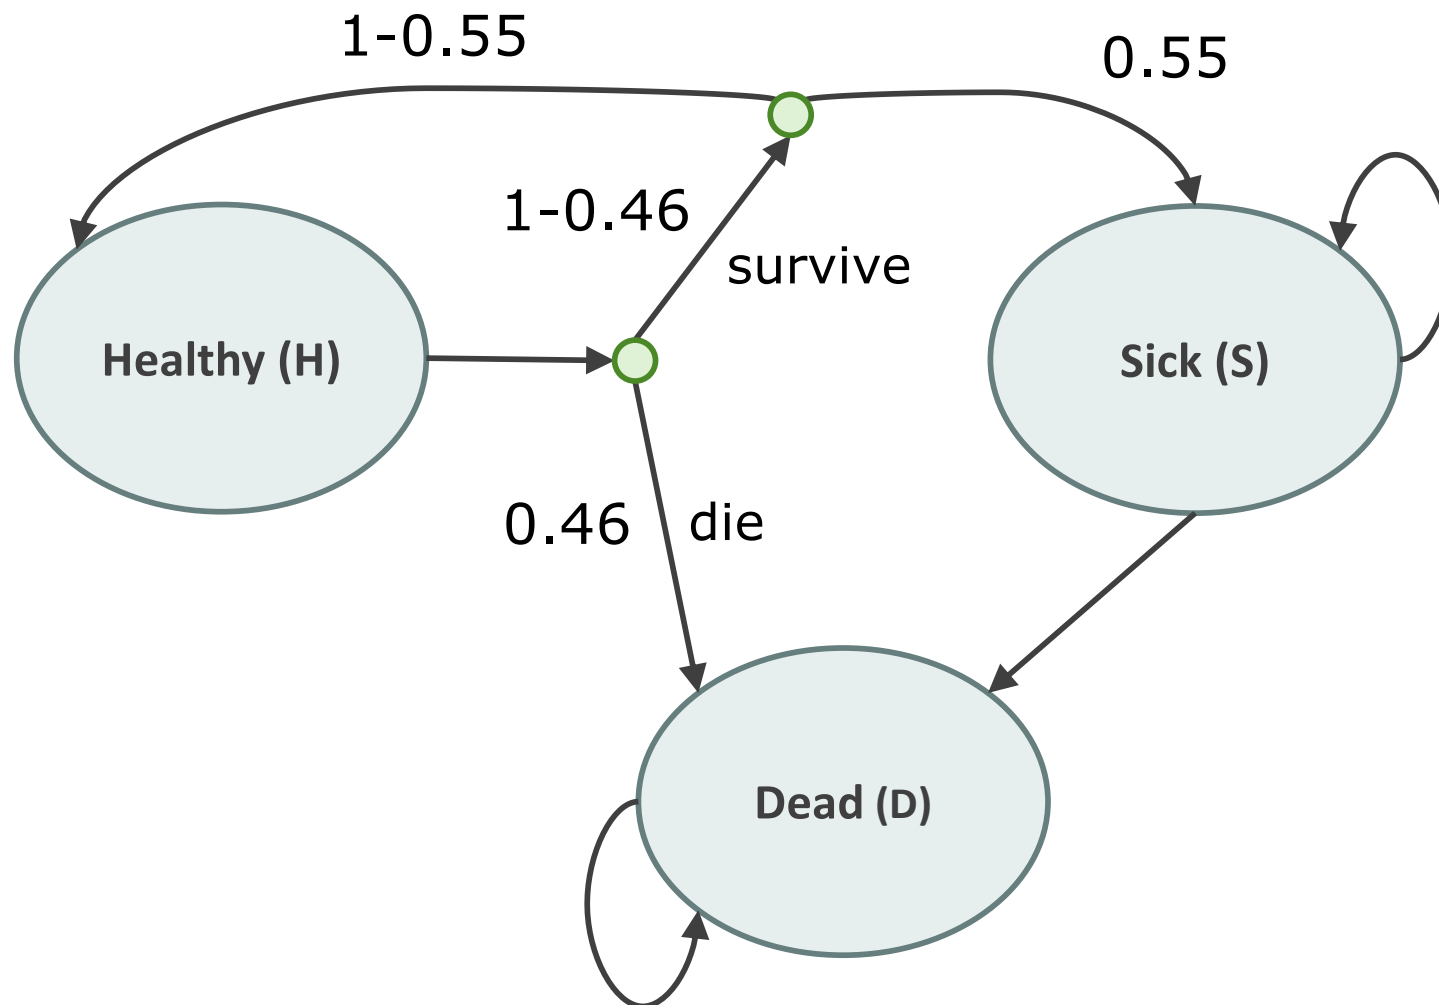 1-0.55
0.55
1-0.46
survive
Healthy (H)
Sick (S)
0.46
die
Dead (D)